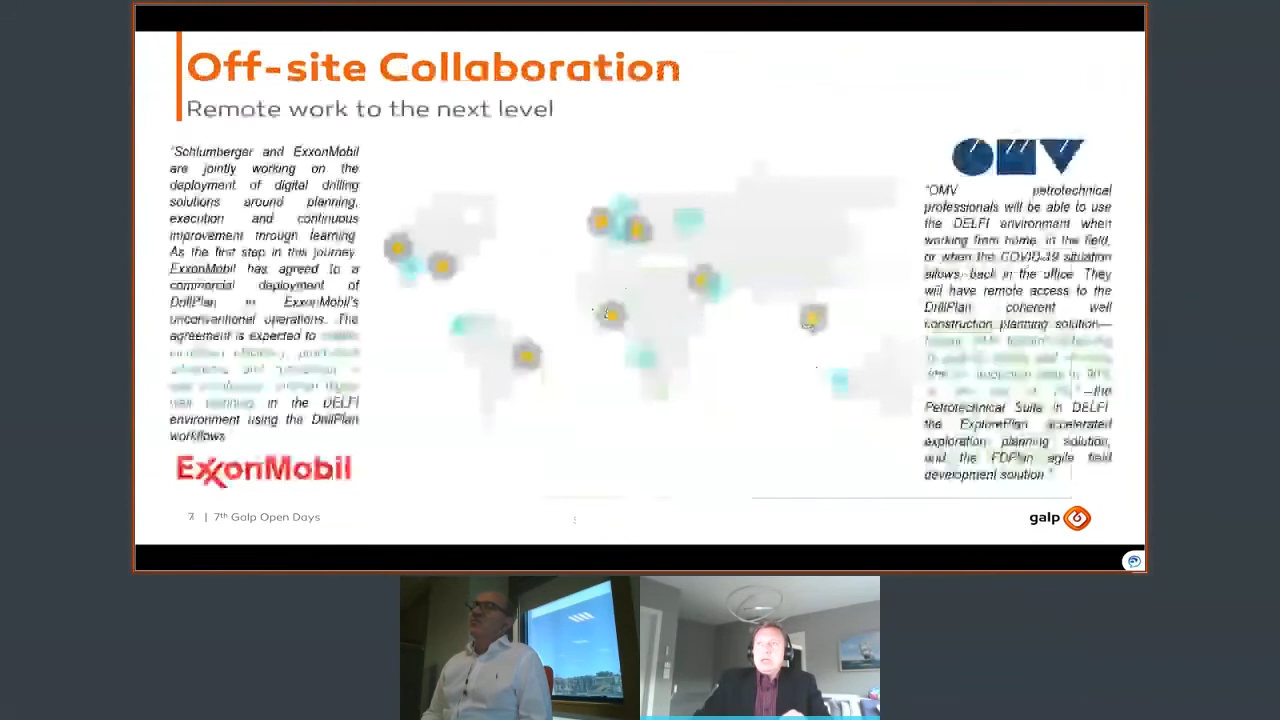 Off-site Collaboration
Remote work to the next level
"Schlumberger and ExxonMobil
are jointly working on the
deployment of digital drilling
solutions around planning,
execution and continuous
improvement through learning.
As the first step in this journey
ExxonMobil has agreed to a
commercial deployment of
DrillPlan in ExxonMobil's
unconventional operations. The
agreement is expected to
in the DELFI
environment using the DrillPlan
workflows
ExxonMobil
OMV
"OMV petrotechnical
professionals will be able to use
the DELFI environment when
working from home, in the field,
or when the COVID-19 situation
allows, back in the office. They
will have remote access to the
DrillPlan coherent well
construction planning solution—
—the
Petrotechnical Suite in DELFI,
the ExplorePlan accelerated
exploration planning solution,
and the FDPlan agile field
development solution."
7 | 7th Galp Open Days
galp